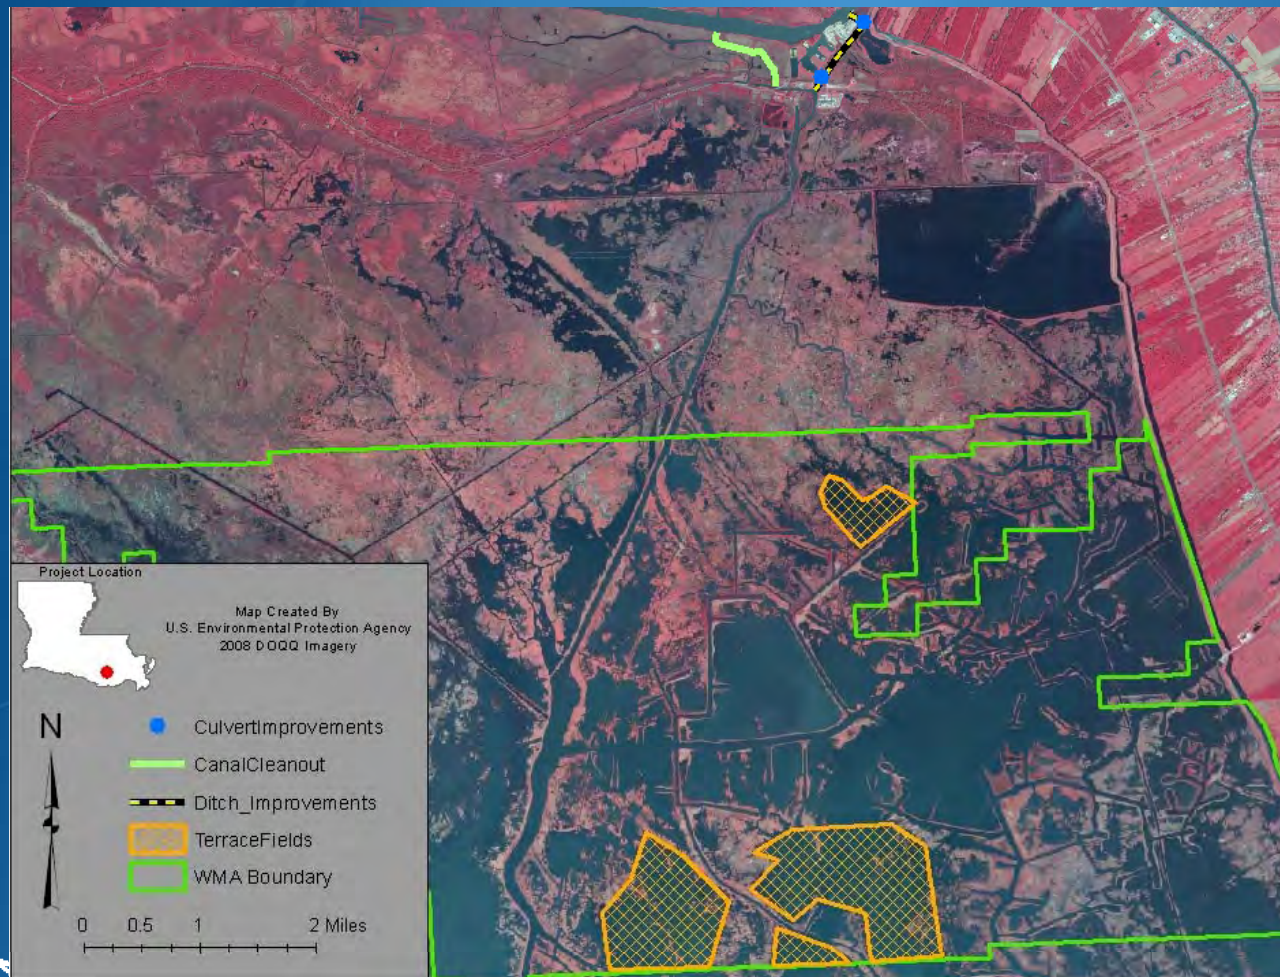 Project Location
Map Created By
U.S. Environmental Protection Agency
2008 DOQQ Imagery
N
CulvertImprovements
CanalCleanout
Ditch_Improvements
TerraceFields
WMA Boundary
0 0.5 1 2 Miles